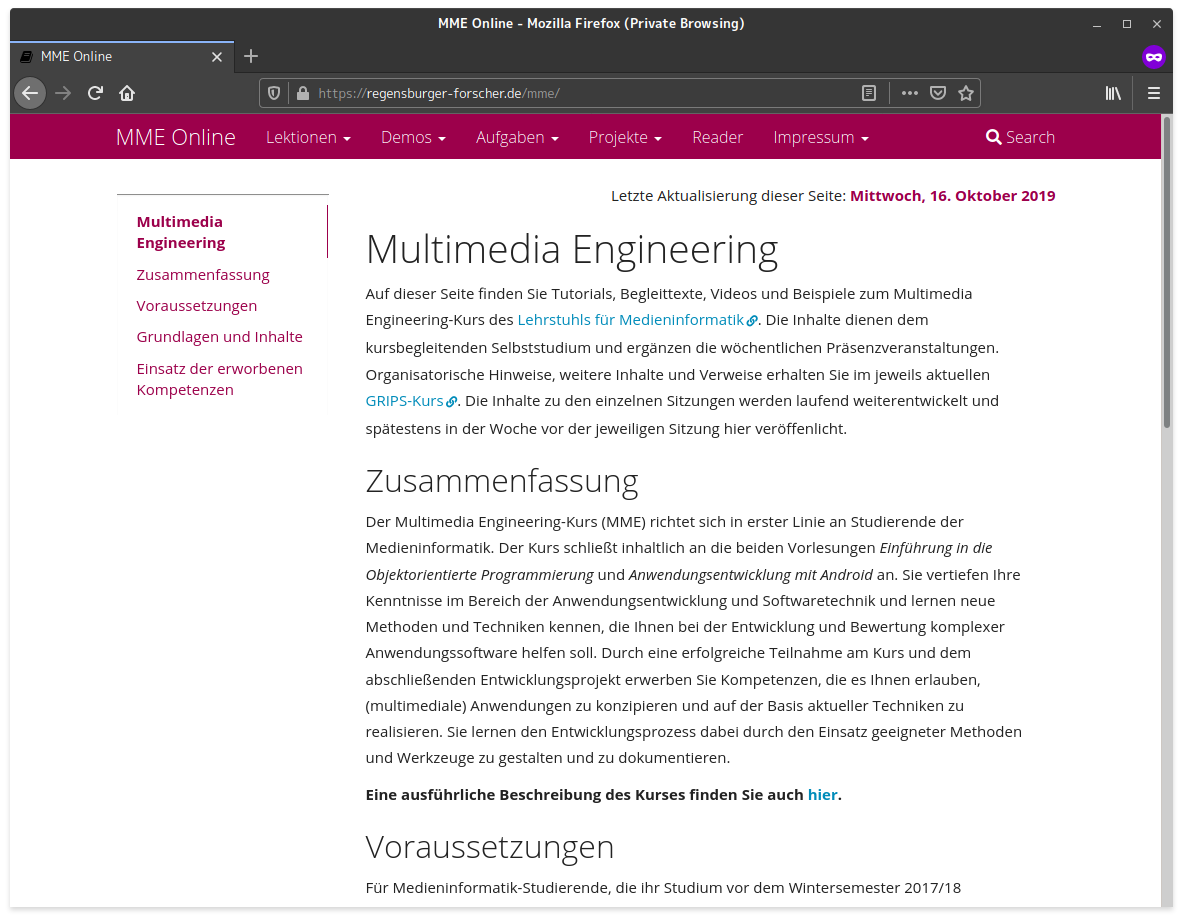 MME Online - Mozilla Firefox (Private Browsing)
MME Online
https://regensburger-forscher.de/mme/
MME Online Lektionen Demos Aufgaben Projekte Reader Impressum Search
Letzte Aktualisierung dieser Seite: Mittwoch, 16. Oktober 2019
Multimedia
Engineering
Zusammenfassung
Voraussetzungen
Grundlagen und Inhalte
Einsatz der erworbenen
Kompetenzen
Multimedia Engineering
Auf dieser Seite finden Sie Tutorials, Begleittexte, Videos und Beispiele zum Multimedia
Engineering-Kurs des Lehrstuhls für Medieninformatik. Die Inhalte dienen dem
kursbegleitenden Selbststudium und ergänzen die wöchentlichen Präsenzveranstaltungen.
Organisatorische Hinweise, weitere Inhalte und Verweise erhalten Sie im jeweils aktuellen
GRIPS-Kurs. Die Inhalte zu den einzelnen Sitzungen werden laufend weiterentwickelt und
spätestens in der Woche vor der jeweiligen Sitzung hier veröffenlicht.
Zusammenfassung
Der Multimedia Engineering-Kurs (MME) richtet sich in erster Linie an Studierende der
Medieninformatik. Der Kurs schließt inhaltlich an die beiden Vorlesungen Einführung in die
Objektorientierte Programmierung und Anwendungsentwicklung mit Android an. Sie vertiefen Ihre
Kenntnisse im Bereich der Anwendungsentwicklung und Softwaretechnik und lernen neue
Methoden und Techniken kennen, die Ihnen bei der Entwicklung und Bewertung komplexer
Anwendungssoftware helfen soll. Durch eine erfolgreiche Teilnahme am Kurs und dem
abschließenden Entwicklungsprojekt erwerben Sie Kompetenzen, die es Ihnen erlauben,
(multimediale) Anwendungen zu konzipieren und auf der Basis aktueller Techniken zu
realisieren. Sie lernen den Entwicklungsprozess dabei durch den Einsatz geeigneter Methoden
und Werkzeuge zu gestalten und zu dokumentieren.
Eine ausführliche Beschreibung des Kurses finden Sie auch hier.
Voraussetzungen
Für Medieninformatik-Studierende, die ihr Studium vor dem Wintersemester 2017/18